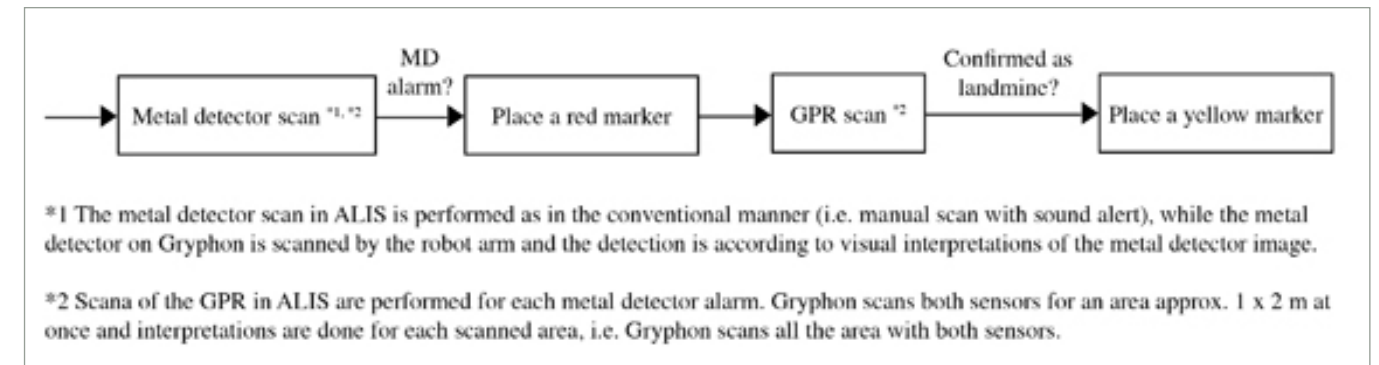 MD
alarm?
Confirmed as
landmine?
Metal detector scan *1, *2
Place a red marker
GPR scan *2
Place a yellow marker
*1 The metal detector scan in ALIS is performed as in the conventional manner (i.e. manual scan with sound alert), while the metal
detector on Gryphon is scanned by the robot arm and the detection is according to visual interpretations of the metal detector image.
*2 Scana of the GPR in ALIS are performed for each metal detector alarm. Gryphon scans both sensors for an area approx. 1 x 2 m at
once and interpretations are done for each scanned area, i.e. Gryphon scans all the area with both sensors.